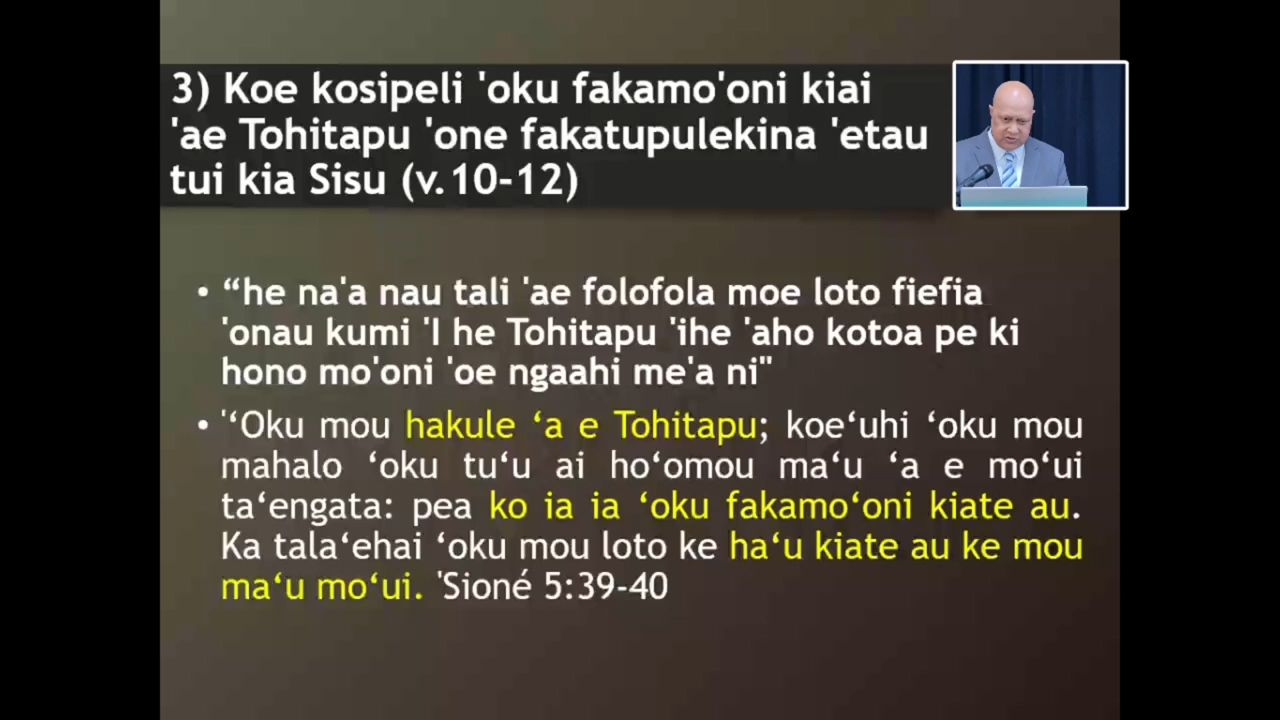 3) Koe kosipeli 'oku fakamo'oni kiai
'ae Tohitapu 'one fakatupulekina 'etau
tui kia Sisu (v.10-12)
• “he na'a nau tali 'ae folofola moe loto fiefia
'onau kumi 'I he Tohitapu 'ihe 'aho kotoa pe ki
hono mo'oni 'oe ngaahi me'a ni"
• '‘Oku mou hakule ‘a e Tohitapu; koe‘uhi ‘oku mou
mahalo ‘oku tu‘u ai ho‘omou ma‘u ‘a e mo‘ui
ta‘engata: pea ko ia ia ‘oku fakamo‘oni kiate au.
Ka tala‘ehai ‘oku mou loto ke ha‘u kiate au ke mou
ma‘u mo‘ui. 'Sioné 5:39-40